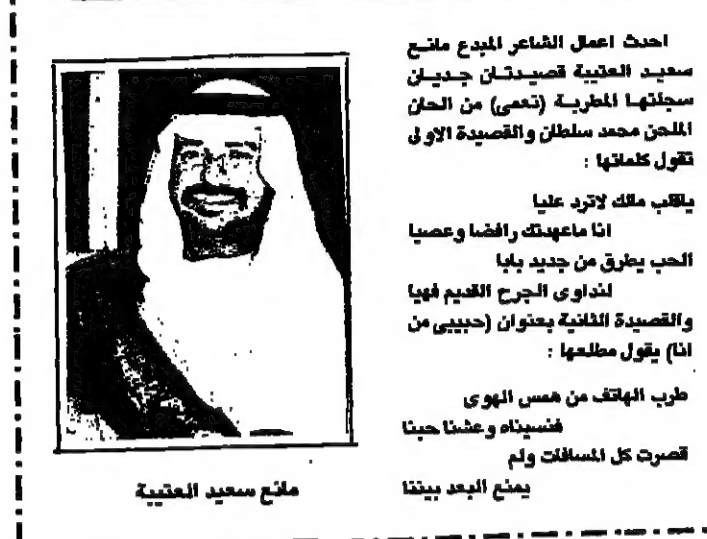 احدث اعمال الشاعر المبدع مانع
سعيد العتيبة قصيدتان جديدان
سجلتها المطربة (نعمى) من الحان
الملحن محمد سلطان والقصيدة الاولى
تقول كلماتها :
ياقلب مالك لاترد عليا
انا ماعهدتك رافضا وعصيا
الحب يطرق من جديد بابا
لنداوى الجرح القديم فهيا
والقصيدة الثانية بعنوان (حبيبى من
انا) يقول مطلعها :
طرب الهاتف من همس الهوى
فنسيناه وعشنا حبنا
قصرت كل المسافات ولم
يمنع البعد بيننا
مانع سعيد العتيبة